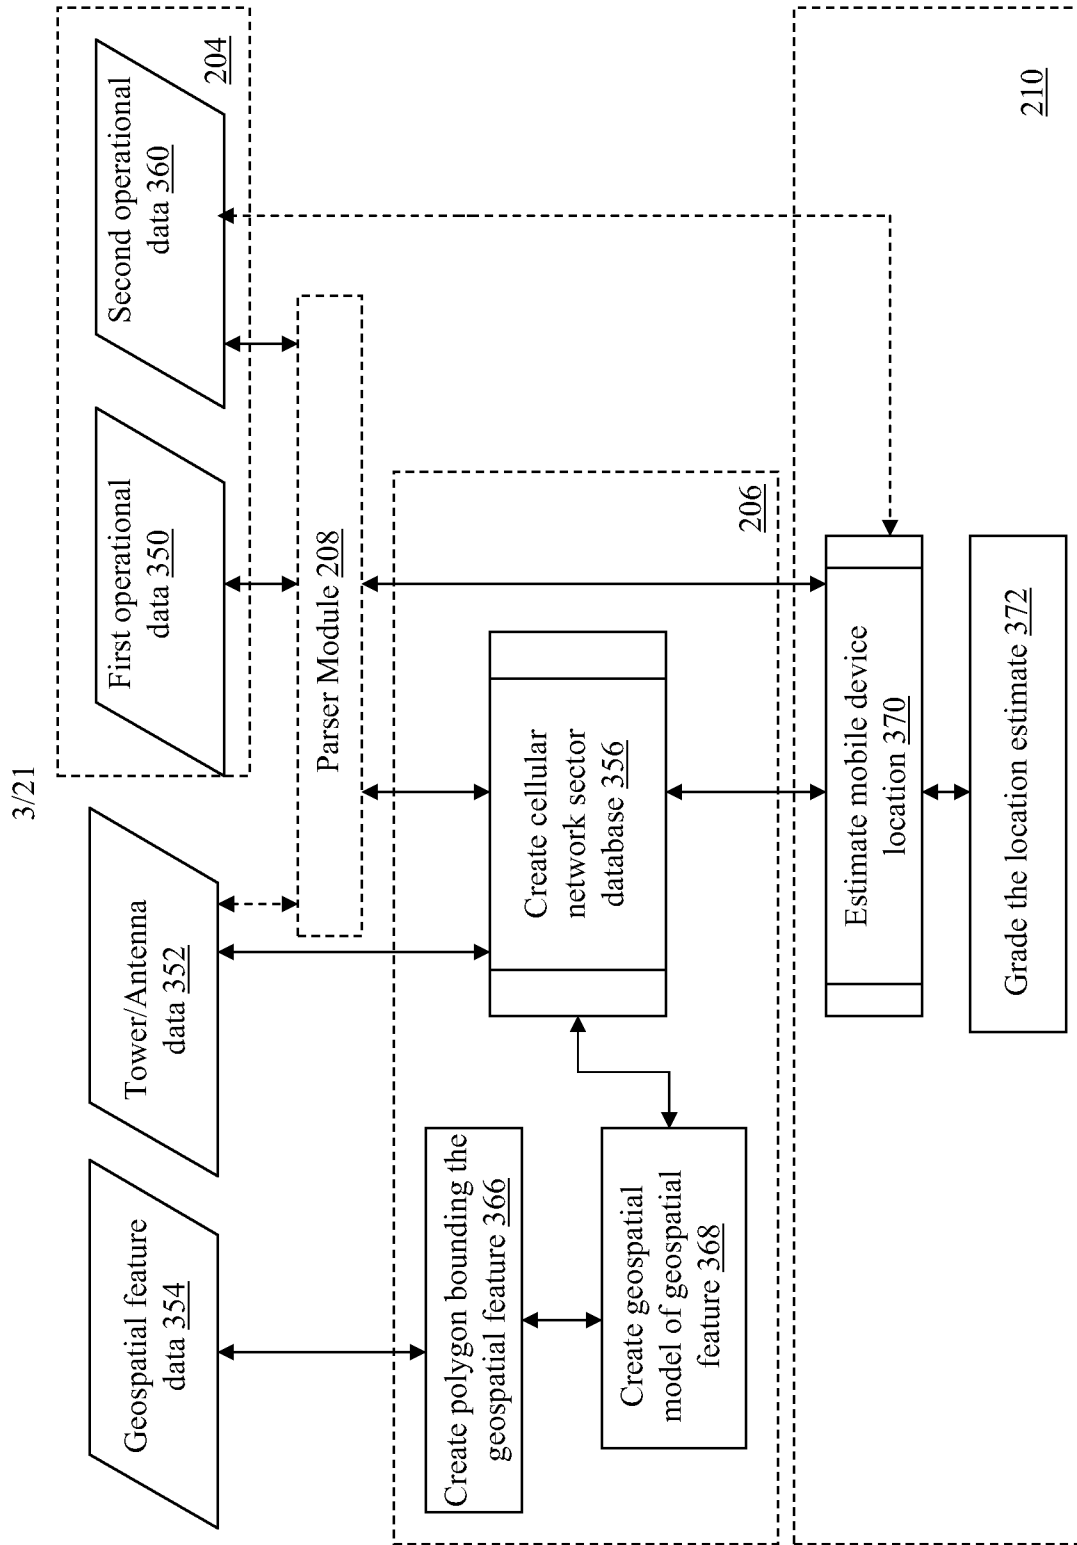 3/21
Geospatial feature
data 354
Tower/Antenna
data 352
First operational
data 350
Second operational
data 360
204
Parser Module 208
Create polygon bounding the
geospatial feature 366
Create geospatial
model of geospatial
feature 368
Create cellular
network sector
database 356
206
Estimate mobile device
location 370
Grade the location estimate 372
210